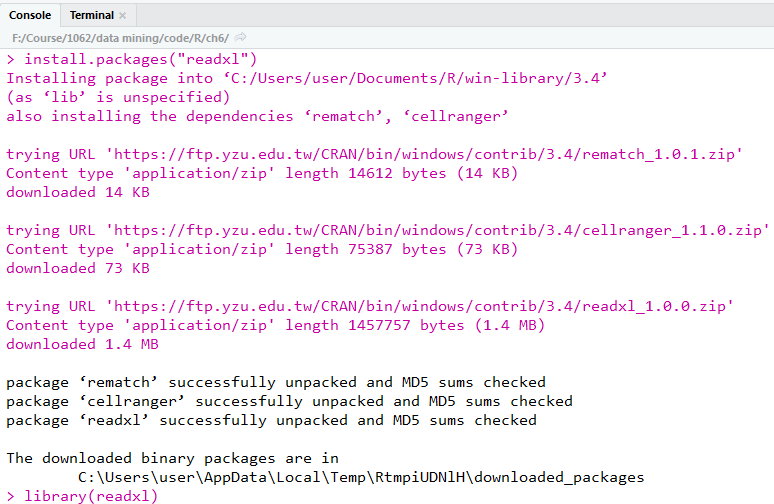 Console Terminal ×
F:/Course/1062/data mining/code/R/ch6/
> install.packages("readxl")
Installing package into ‘C:/Users/user/Documents/R/win-library/3.4’
(as ‘lib’ is unspecified)
also installing the dependencies ‘rematch’, ‘cellranger’
trying URL 'https://ftp.yzu.edu.tw/CRAN/bin/windows/contrib/3.4/rematch_1.0.1.zip'
Content type 'application/zip' length 14612 bytes (14 KB)
downloaded 14 KB
trying URL 'https://ftp.yzu.edu.tw/CRAN/bin/windows/contrib/3.4/cellranger_1.1.0.zip'
Content type 'application/zip' length 75387 bytes (73 KB)
downloaded 73 KB
trying URL 'https://ftp.yzu.edu.tw/CRAN/bin/windows/contrib/3.4/readxl_1.0.0.zip'
Content type 'application/zip' length 1457757 bytes (1.4 MB)
downloaded 1.4 MB
package ‘rematch’ successfully unpacked and MD5 sums checked
package ‘cellranger’ successfully unpacked and MD5 sums checked
package ‘readxl’ successfully unpacked and MD5 sums checked
The downloaded binary packages are in
C:\Users\user\AppData\Local\Temp\RtmpiUDNlH\downloaded_packages
> library(readxl)